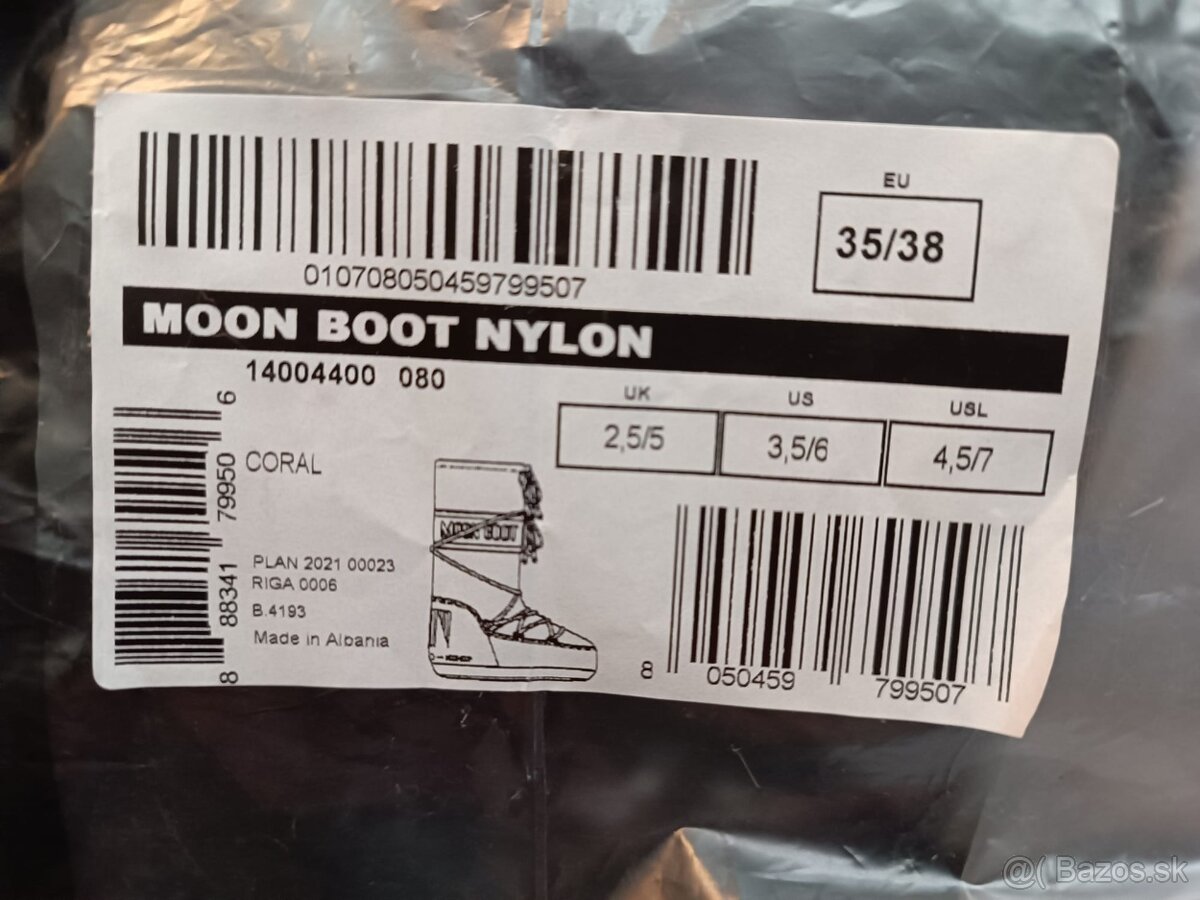 EU
35/38
010708050459799507
MOON BOOT NYLON
14004400 080
UK US USL
2,5/5 3,5/6 4,5/7
8 88341 79950 6
CORAL
MOON BOOT
PLAN 2021 00023
RIGA 0006
B.4193
Made in Albania
8 050459 799507
@( Bazos.sk